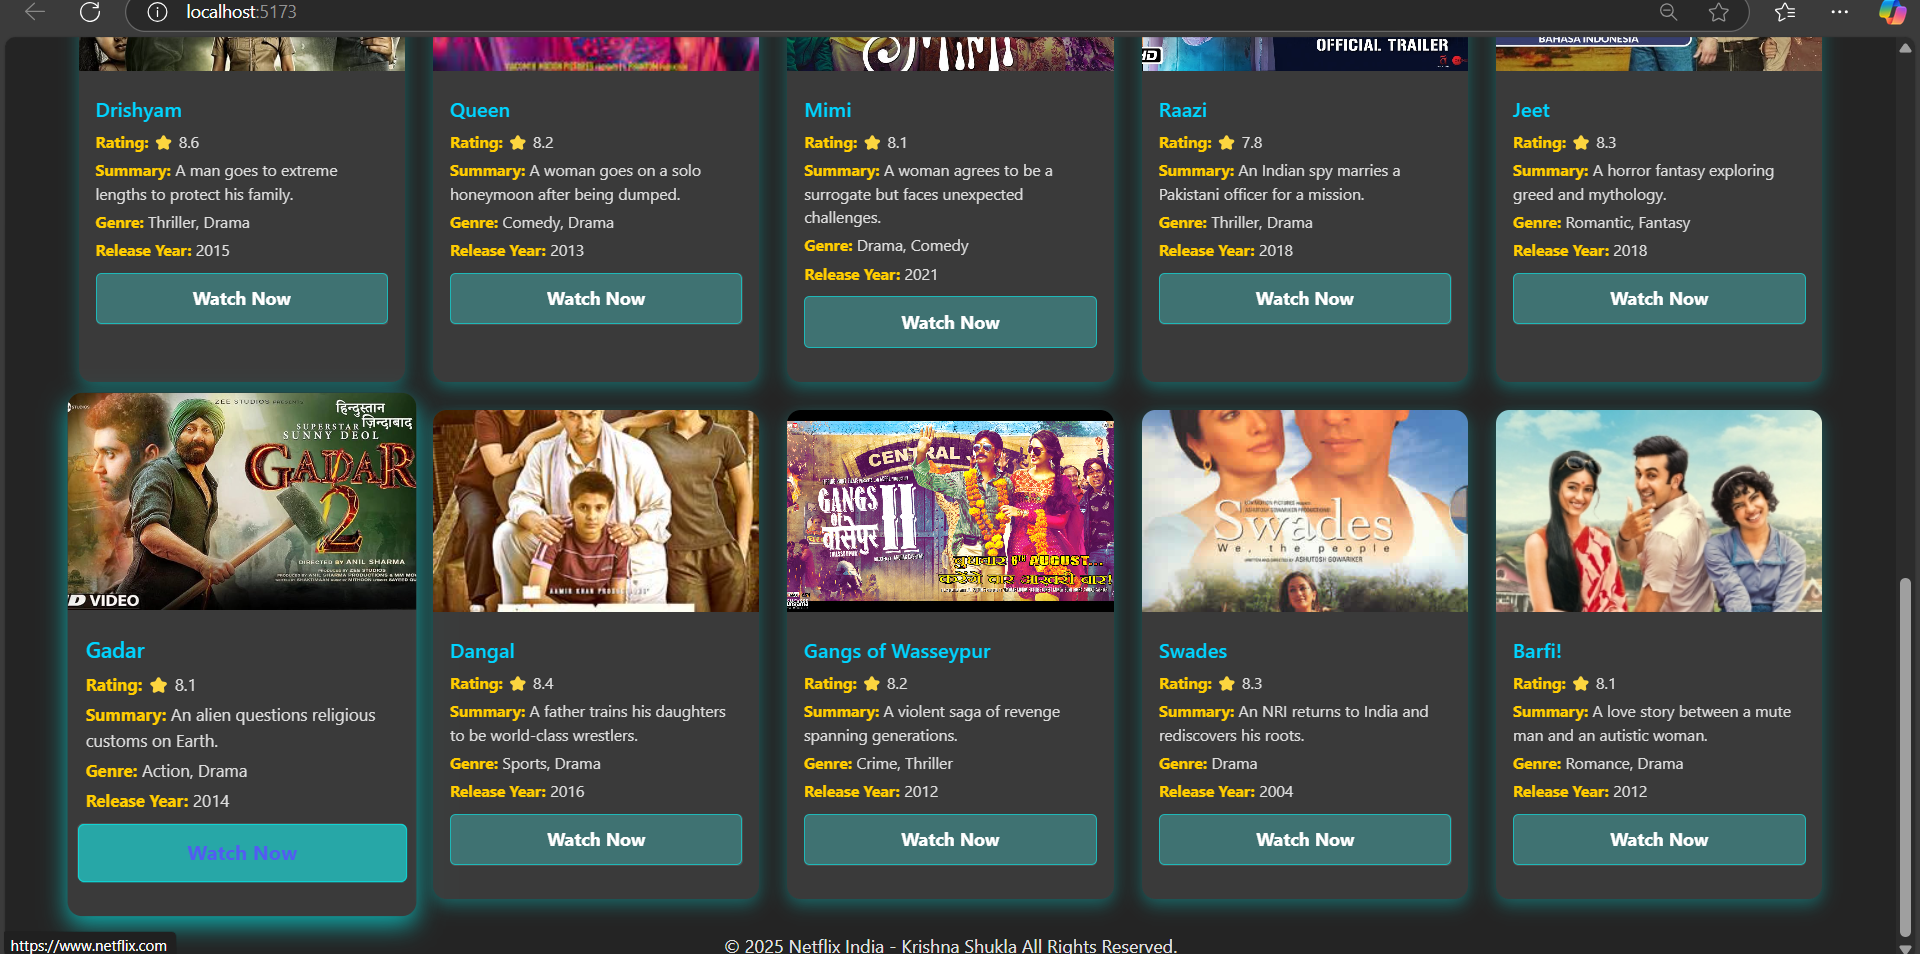 localhost:5173
OFFICIAL TRAILER
BAHASA INDONESIA
Drishyam
Rating: ⭐ 8.6
Summary: A man goes to extreme
lengths to protect his family.
Genre: Thriller, Drama
Release Year: 2015
Watch Now
Queen
Rating: ⭐ 8.2
Summary: A woman goes on a solo
honeymoon after being dumped.
Genre: Comedy, Drama
Release Year: 2013
Watch Now
Mimi
Rating: ⭐ 8.1
Summary: A woman agrees to be a
surrogate but faces unexpected
challenges.
Genre: Drama, Comedy
Release Year: 2021
Watch Now
Raazi
Rating: ⭐ 7.8
Summary: An Indian spy marries a
Pakistani officer for a mission.
Genre: Thriller, Drama
Release Year: 2018
Watch Now
Jeet
Rating: ⭐ 8.3
Summary: A horror fantasy exploring
greed and mythology.
Genre: Romantic, Fantasy
Release Year: 2018
Watch Now
ZEE STUDIOS PRESENTS
हिन्दुस्तान
ज़िन्दाबाद
SUPERSTAR
SUNNY DEOL
GADAR
2
DIRECTED BY ANIL SHARMA
VIDEO
Gadar
Rating: ⭐ 8.1
Summary: An alien questions religious
customs on Earth.
Genre: Action, Drama
Release Year: 2014
Watch Now
AAMIR KHAN PRODUCTIONS
Dangal
Rating: ⭐ 8.4
Summary: A father trains his daughters
to be world-class wrestlers.
Genre: Sports, Drama
Release Year: 2016
Watch Now
CENTRAL
GANGS
OF
वासेपुर
II
Gangs of Wasseypur
Rating: ⭐ 8.2
Summary: A violent saga of revenge
spanning generations.
Genre: Crime, Thriller
Release Year: 2012
Watch Now
Swades
We, the people
ASHUTOSH GOWARIKER
Swades
Rating: ⭐ 8.3
Summary: An NRI returns to India and
rediscovers his roots.
Genre: Drama
Release Year: 2004
Watch Now
Barfi!
Rating: ⭐ 8.1
Summary: A love story between a mute
man and an autistic woman.
Genre: Romance, Drama
Release Year: 2012
Watch Now
© 2025 Netflix India - Krishna Shukla All Rights Reserved.
https://www.netflix.com